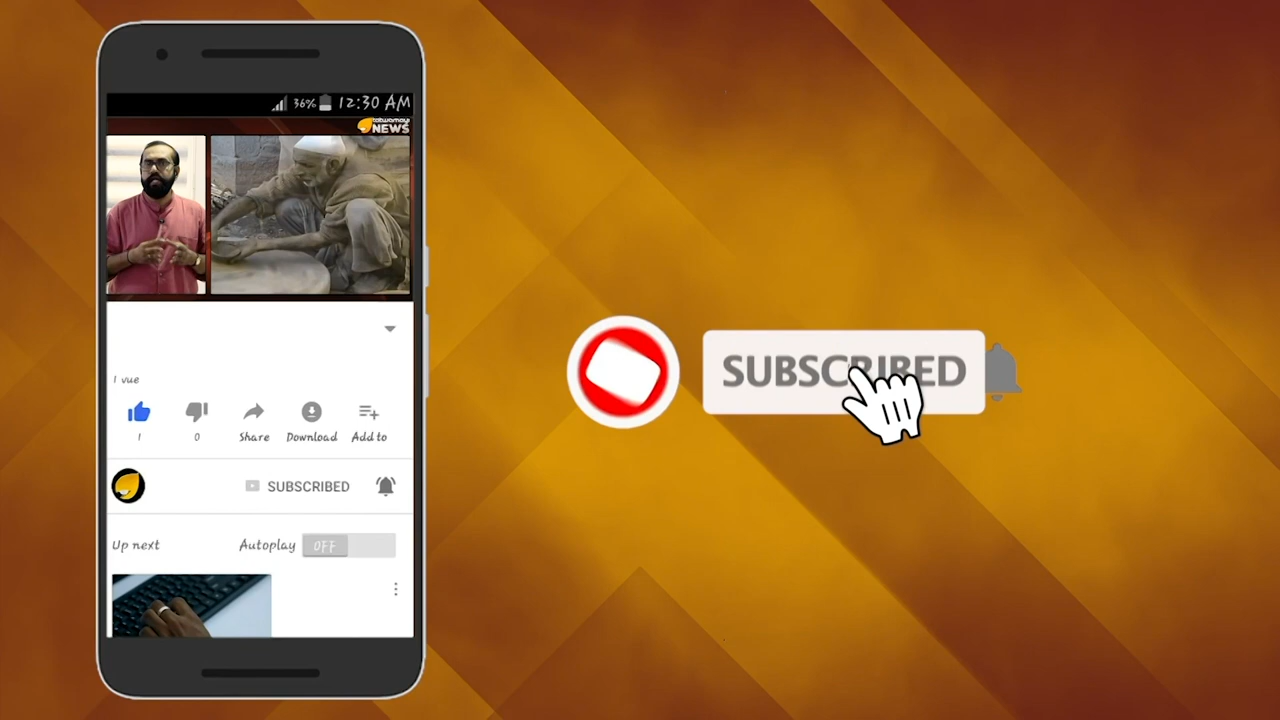 36% 12:30 AM
tatwamayi
NEWS
1 vue
1 0 Share Download Add to
SUBSCRIBED
Up next Autoplay OFF
SUBSCRIBED